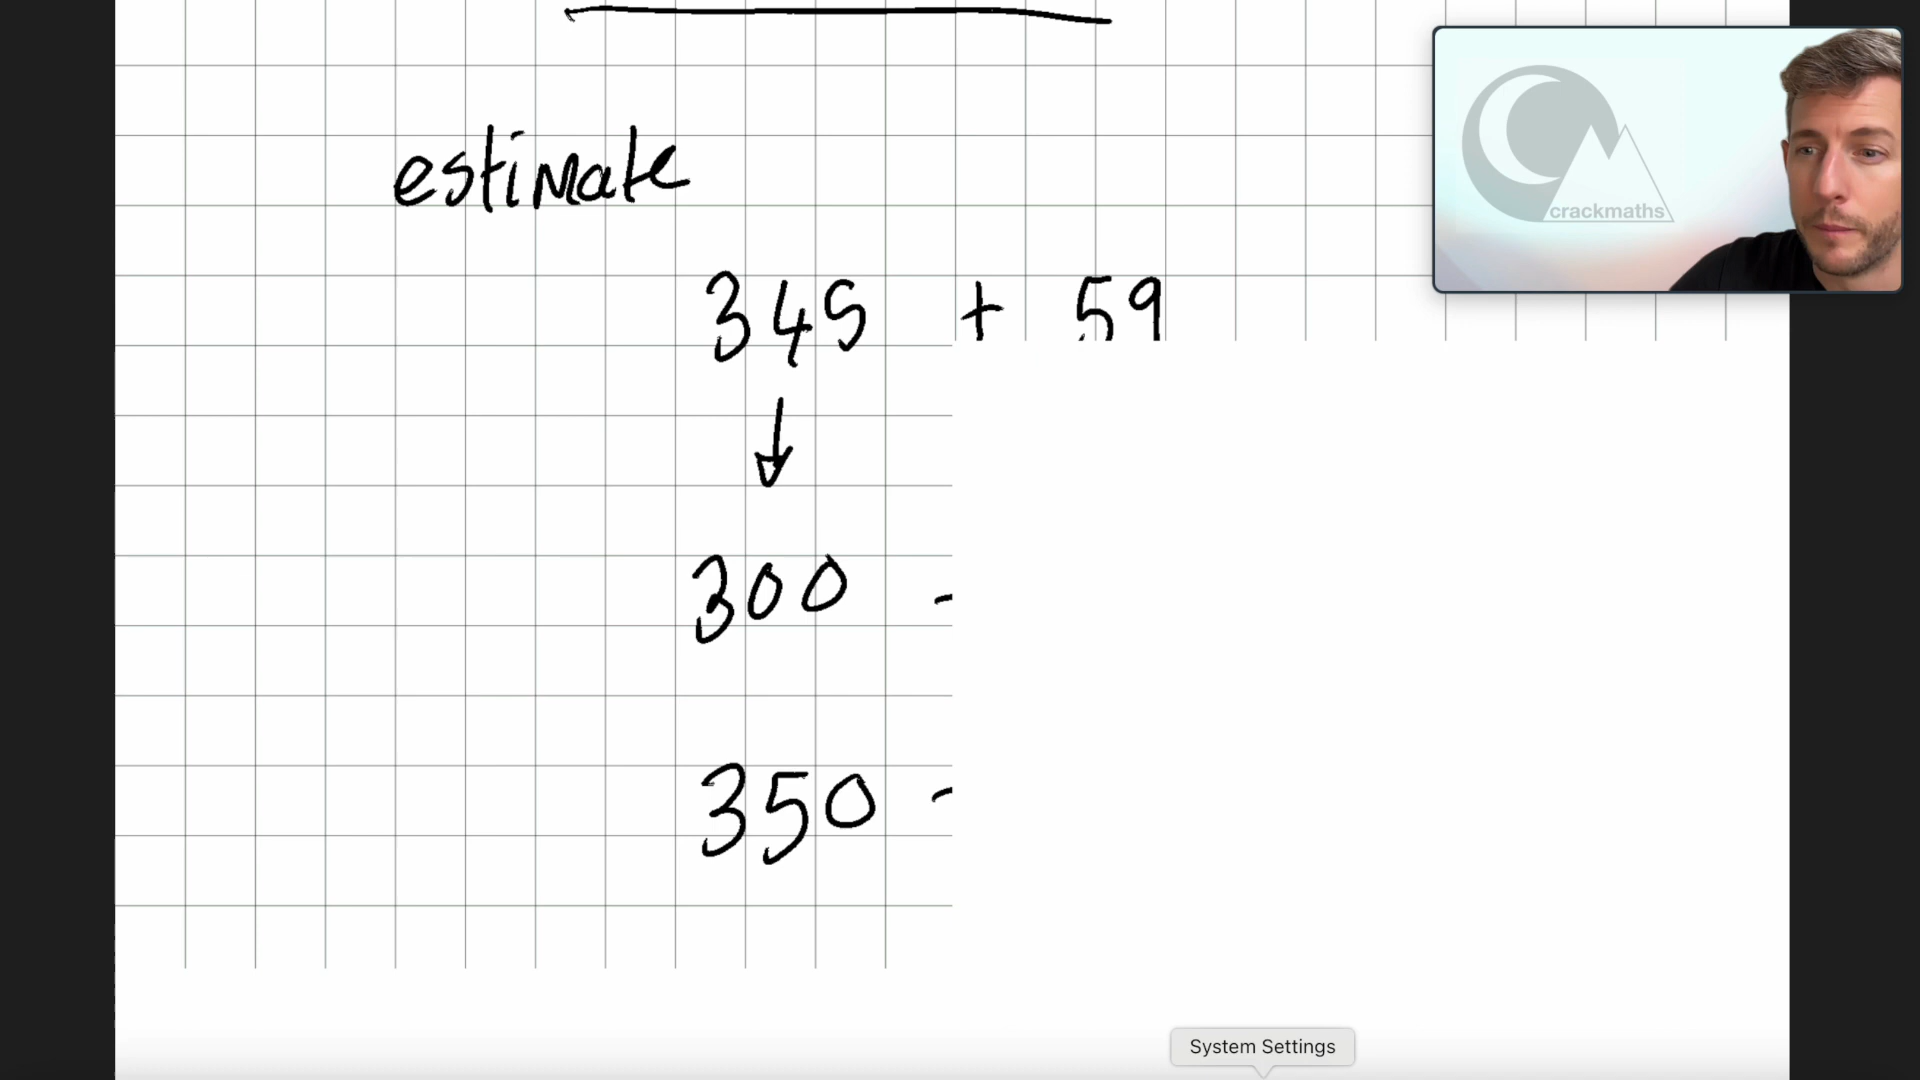 estimate
crackmaths
345 + 59
300 -
350 -
System Settings